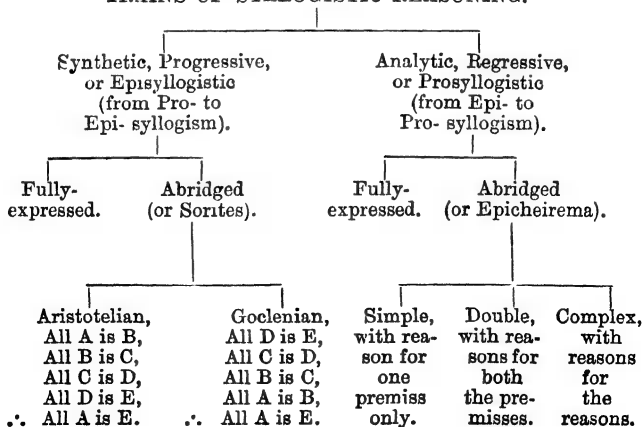 TRAINS OF SYLLOGISTIC REASONING.
Synthetic, Progressive,
or Episyllogistic
(from Pro- to
Epi- syllogism).
Analytic, Regressive,
or Prosyllogistic
(from Epi- to
Pro- syllogism).
Fully-
expressed.
Abridged
(or Sorites).
Fully-
expressed.
Abridged
(or Epicheirema).
Aristotelian,
All A is B,
All B is C,
All C is D,
All D is E,
∴ All A is E.
Goclenian,
All D is E,
All C is D,
All B is C,
All A is B,
∴ All A is E.
Simple,
with rea-
son for
one
premiss
only.
Double,
with rea-
sons for
both
the pre-
misses.
Complex,
with
reasons
for
the
reasons.